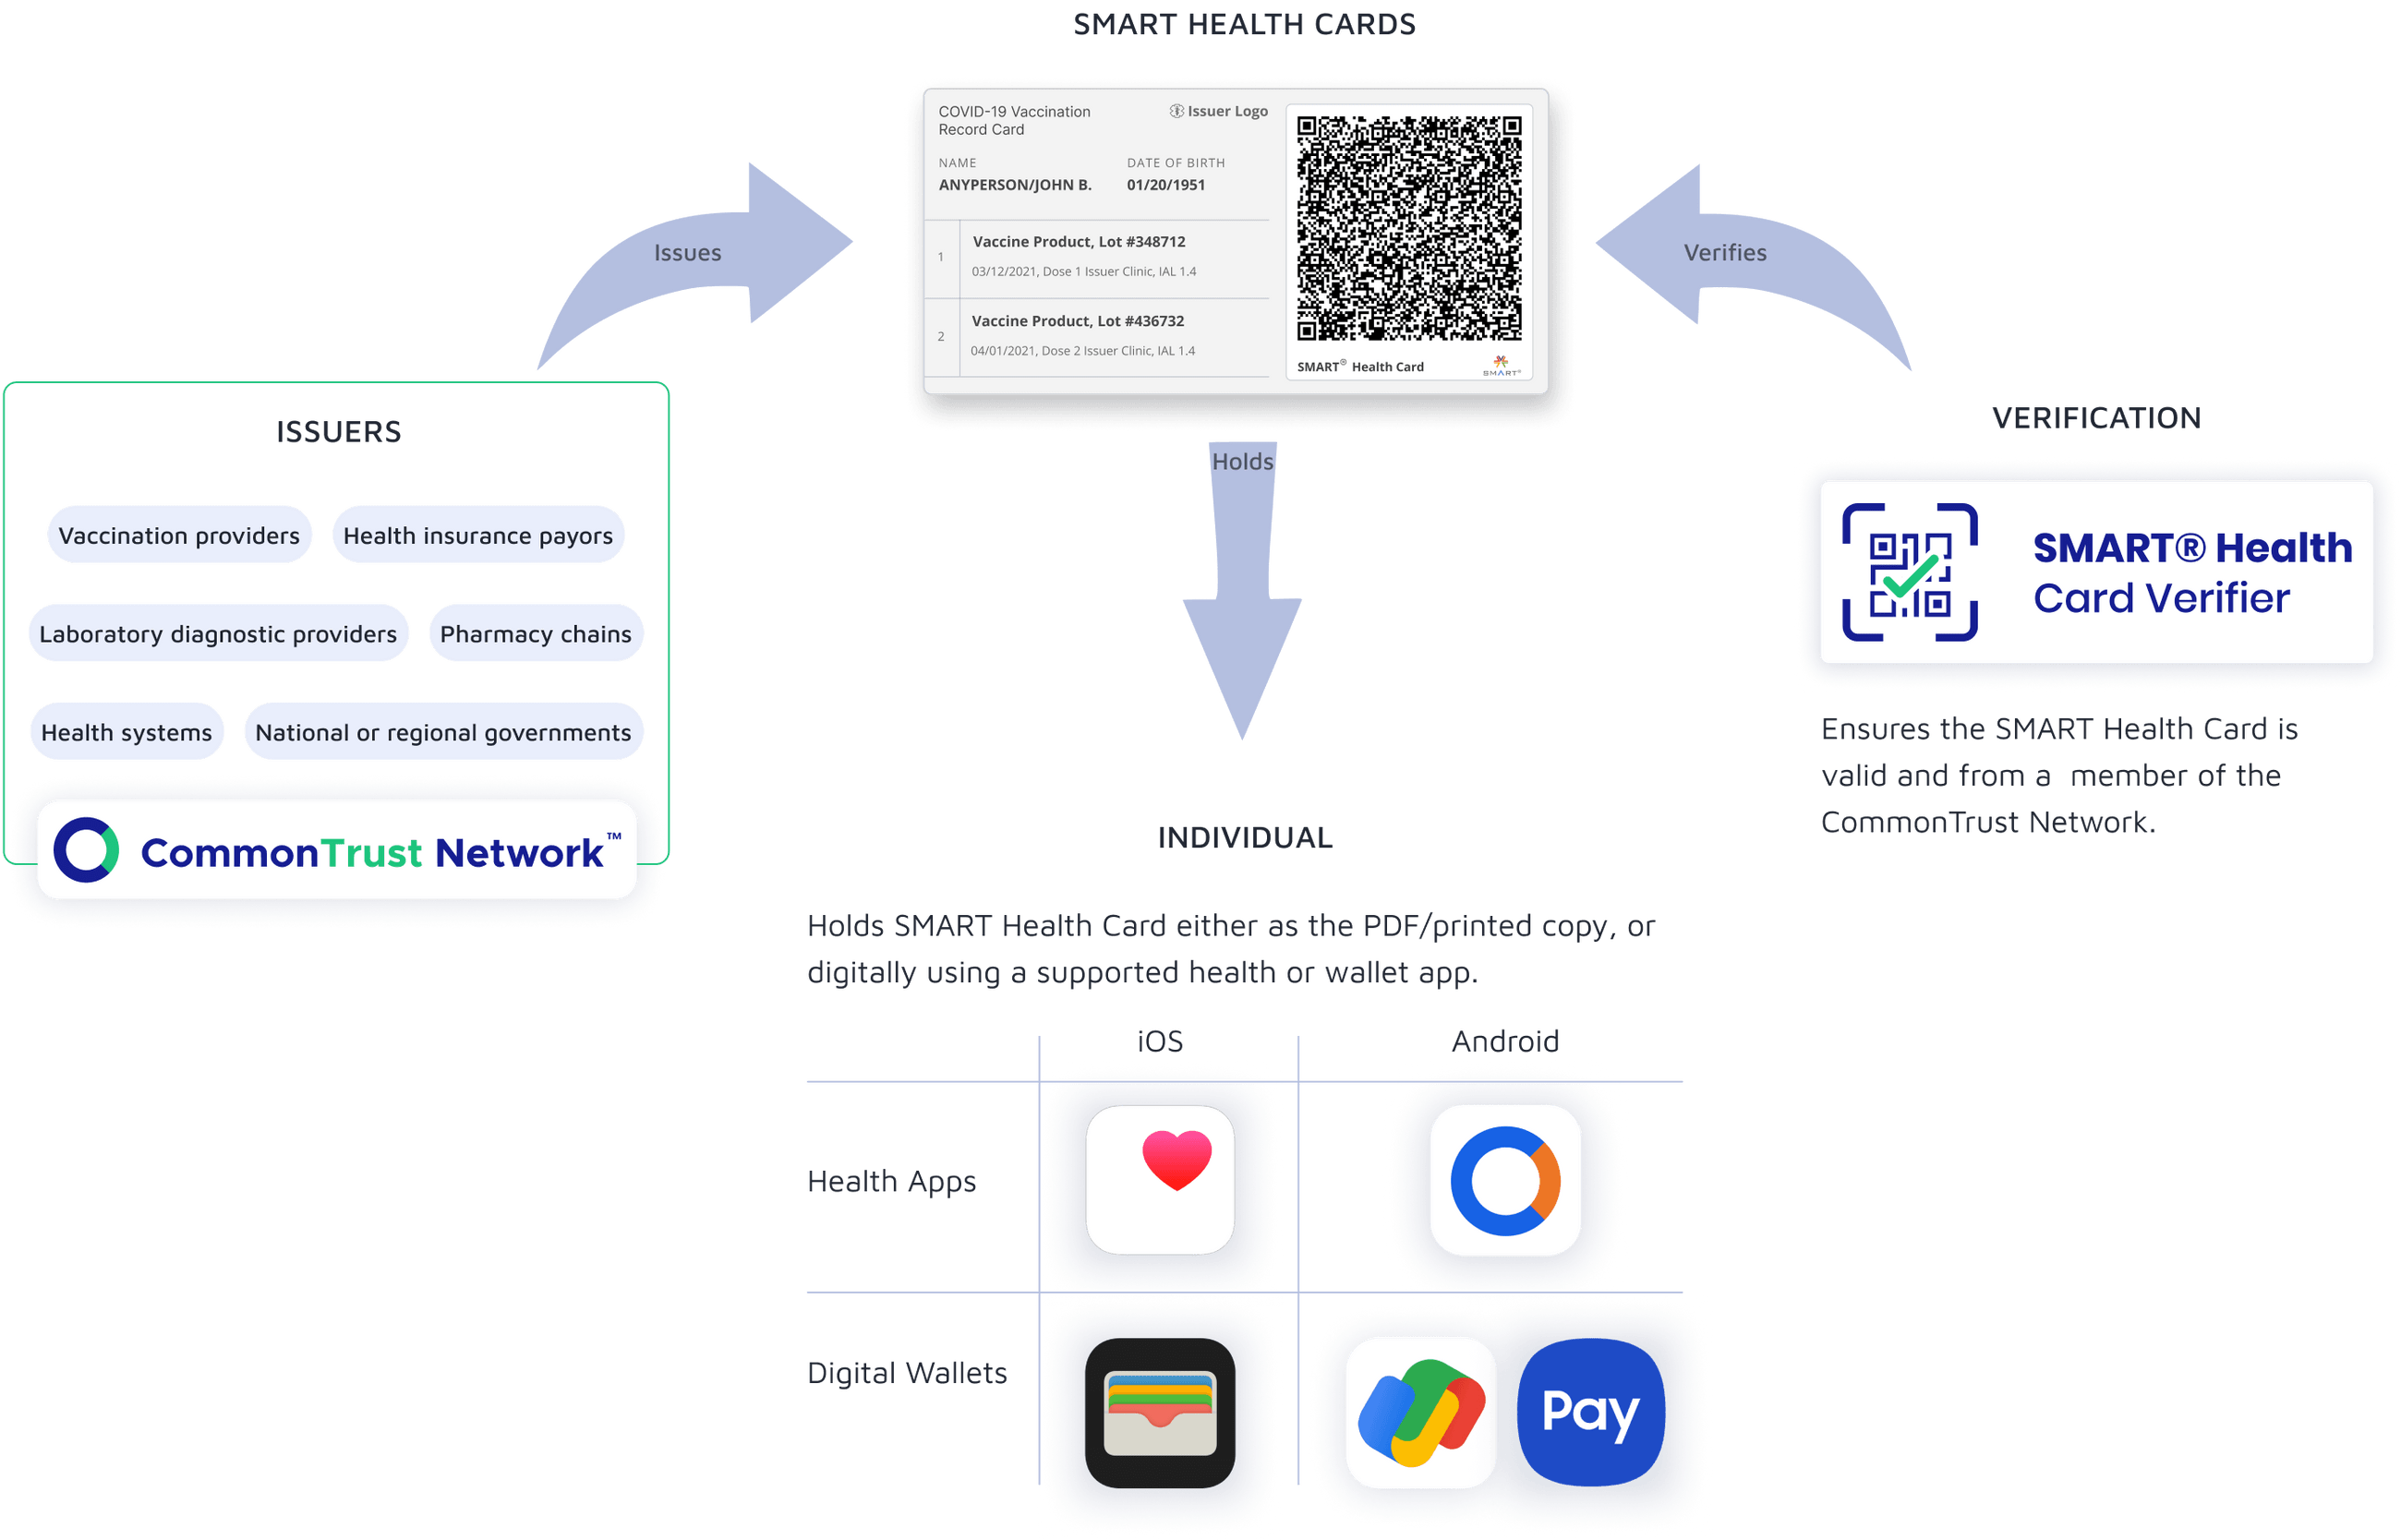 SMART HEALTH CARDS
COVID-19 Vaccination
Record Card
Issuer Logo
NAME
DATE OF BIRTH
ANYPERSON/JOHN B.
01/20/1951
1
Vaccine Product, Lot #348712
03/12/2021, Dose 1 Issuer Clinic, IAL 1.4
2
Vaccine Product, Lot #436732
04/01/2021, Dose 2 Issuer Clinic, IAL 1.4
SMART® Health Card
SMART®
Issues
Verifies
Holds
ISSUERS
Vaccination providers
Health insurance payors
Laboratory diagnostic providers
Pharmacy chains
Health systems
National or regional governments
CommonTrust Network™
VERIFICATION
SMART® Health
Card Verifier
Ensures the SMART Health Card is
valid and from a  member of the
CommonTrust Network.
INDIVIDUAL
Holds SMART Health Card either as the PDF/printed copy, or
digitally using a supported health or wallet app.
iOS
Android
Health Apps
Digital Wallets
Pay